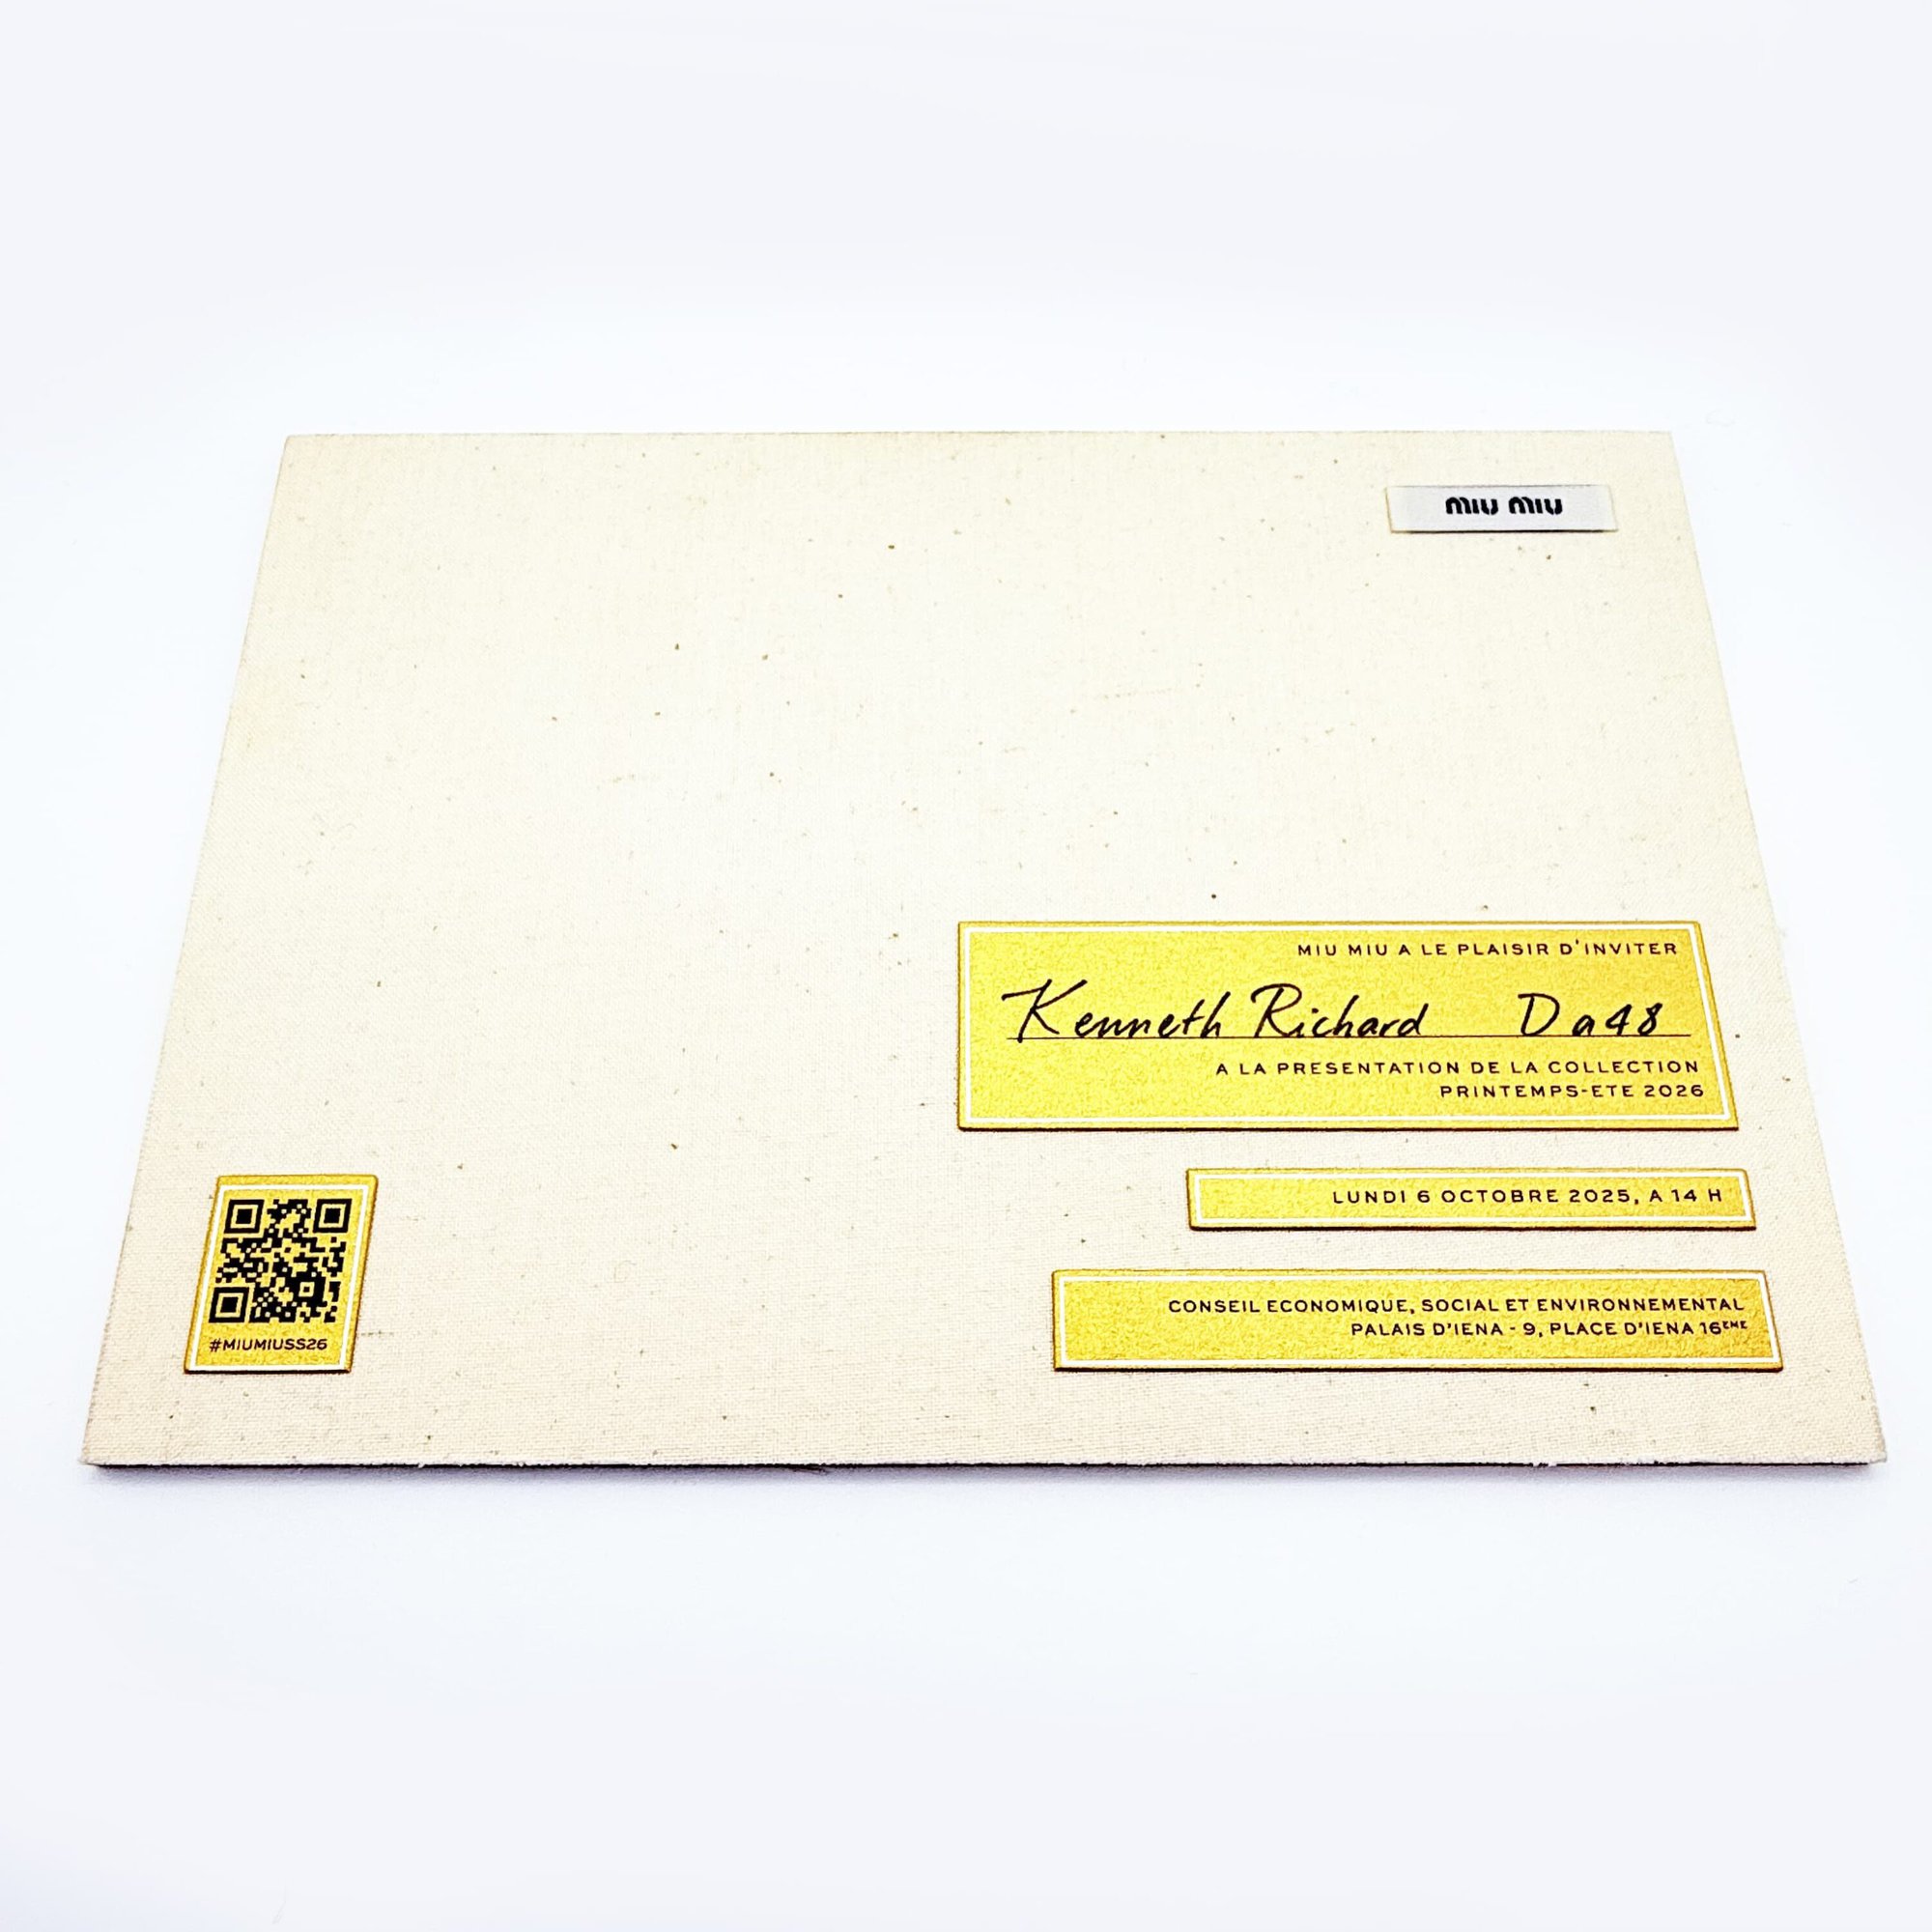 miu miu
MIU MIU A LE PLAISIR D'INVITER
Kenneth Richard Da48
A LA PRESENTATION DE LA COLLECTION
PRINTEMPS-ETE 2026
LUNDI 6 OCTOBRE 2025, A 14 H
CONSEIL ECONOMIQUE, SOCIAL ET ENVIRONNEMENTAL
PALAIS D'IENA - 9, PLACE D'IENA 16EME
#MIUMIUSS26